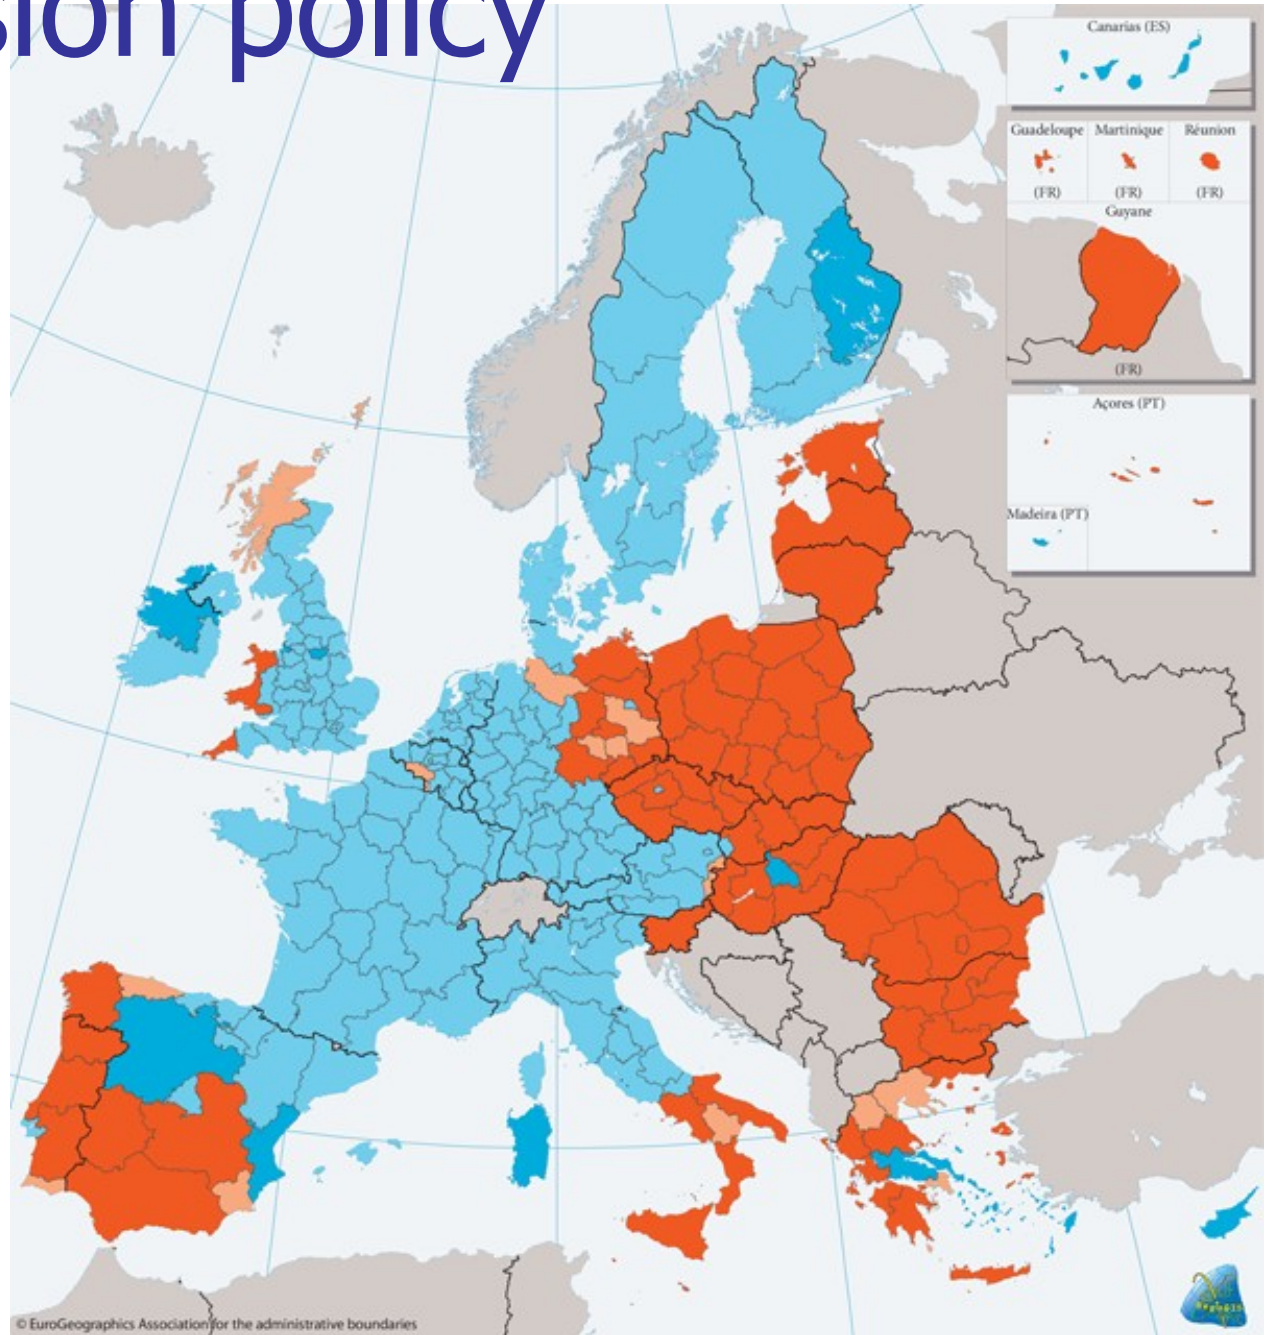 sion policy
Canarias (ES)
Guadeloupe
Martinique
Réunion
(FR)
(FR)
(FR)
Guyane
(FR)
Açores (PT)
Madeira (PT)
© EuroGeographics Association for the administrative boundaries